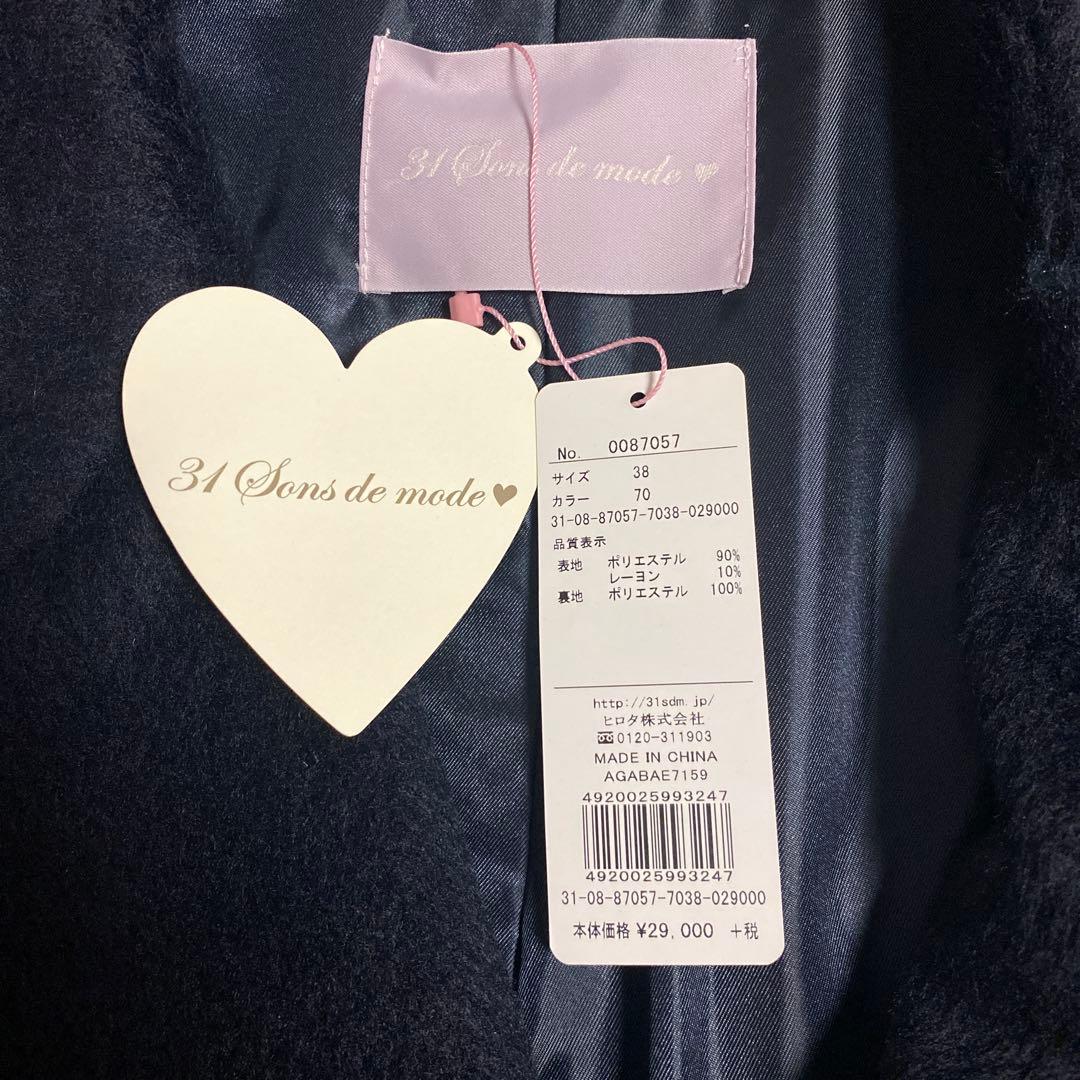 31 Sons de mode ♥
31 Sons de mode ♥
No. 0087057
サイズ 38
カラー 70
31-08-87057-7038-029000
品質表示
表地 ポリエステル 90%
レーヨン 10%
裏地 ポリエステル 100%
http://31sdm.jp/
ヒロタ株式会社
0120-311903
MADE IN CHINA
AGABAE7159
4920025993247
4920025993247
31-08-87057-7038-029000
本体価格 ¥29,000 +税